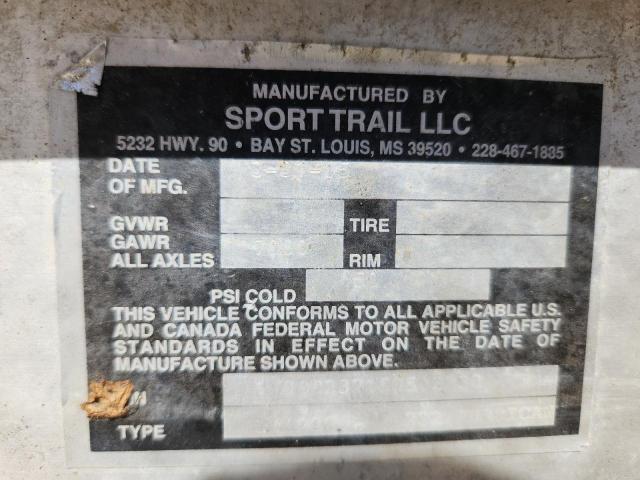 MANUFACTURED BY
SPORT TRAIL LLC
5232 HWY. 90 • BAY ST. LOUIS, MS 39520 • 228-467-1835
DATE
OF MFG.
GVWR TIRE
GAWR
ALL AXLES RIM
PSI COLD
THIS VEHICLE CONFORMS TO ALL APPLICABLE U.S.
AND CANADA FEDERAL MOTOR VEHICLE SAFETY
STANDARDS IN EFFECT ON THE DATE OF
MANUFACTURE SHOWN ABOVE.
TYPE